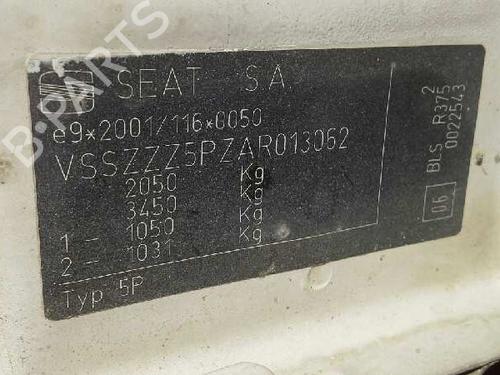 SEAT S.A.
e9*2001/116*0050
VSSZZZ5PZAR013062
2050 Kg
3450 Kg
1 = 1050 Kg
2 = 1031 Kg
Typ 5P
BLS R375 2
0022543
06
B-PARTS